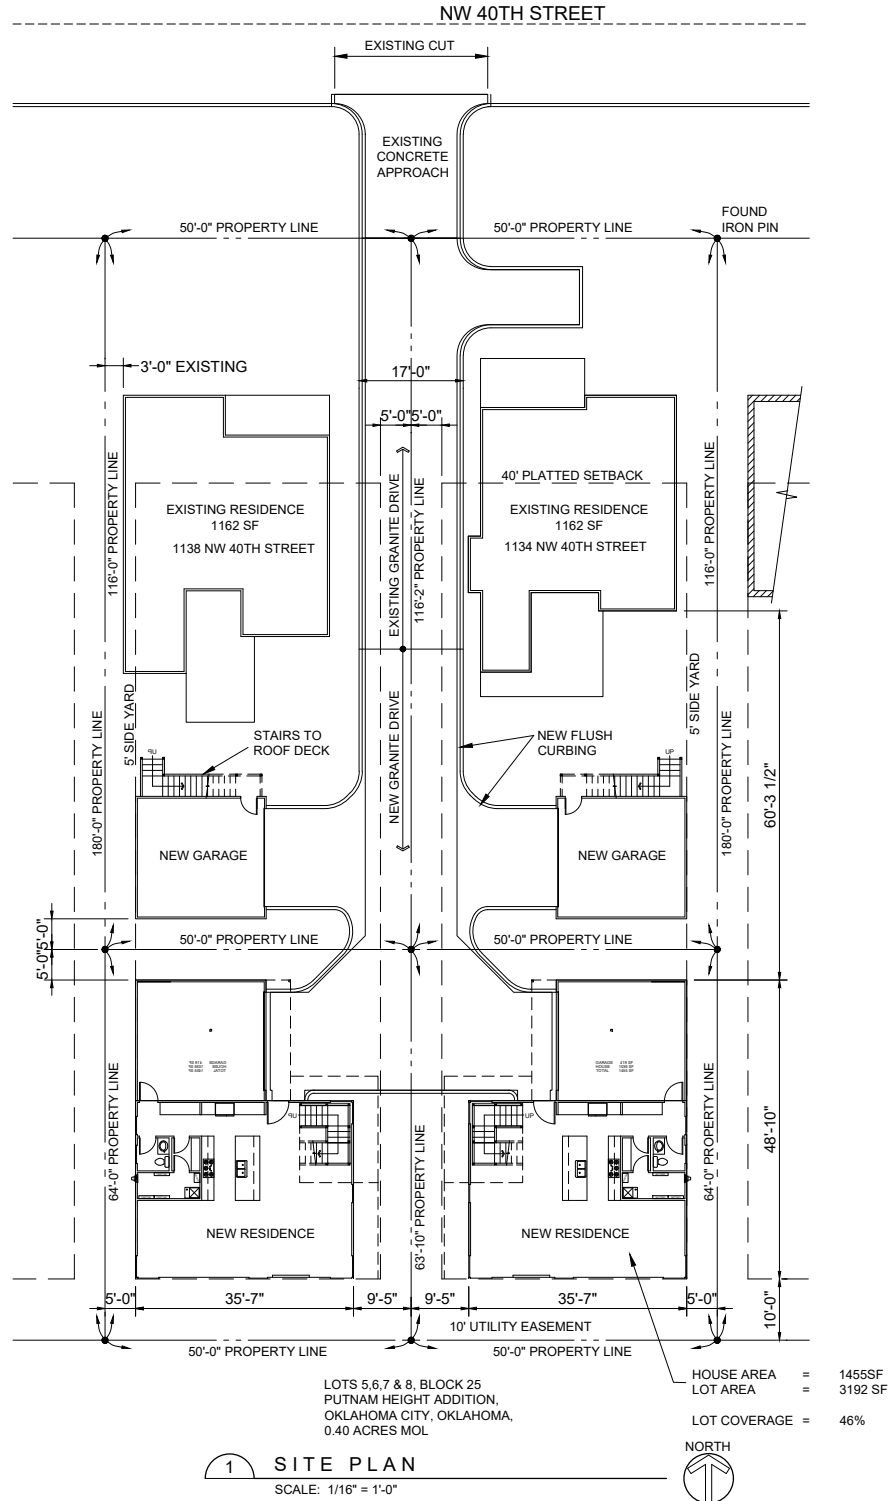 NW 40TH STREET
EXISTING CUT
EXISTING
CONCRETE
APPROACH
FOUND
IRON PIN
50'-0" PROPERTY LINE
50'-0" PROPERTY LINE
3'-0" EXISTING
17'-0"
5'-0"
5'-0"
40' PLATTED SETBACK
EXISTING RESIDENCE
1162 SF
1138 NW 40TH STREET
EXISTING RESIDENCE
1162 SF
1134 NW 40TH STREET
116'-0" PROPERTY LINE
EXISTING GRANITE DRIVE
116'-2" PROPERTY LINE
116'-0" PROPERTY LINE
5' SIDE YARD
5' SIDE YARD
180'-0" PROPERTY LINE
STAIRS TO
ROOF DECK
NEW GRANITE DRIVE
NEW FLUSH
CURBING
180'-0" PROPERTY LINE
60'-3 1/2"
UP
UP
NEW GARAGE
NEW GARAGE
5'-0"
5'-0"
50'-0" PROPERTY LINE
50'-0" PROPERTY LINE
GARAGE
HOUSE
TOTAL
GARAGE
HOUSE
TOTAL
64'-0" PROPERTY LINE
63'-10" PROPERTY LINE
64'-0" PROPERTY LINE
48'-10"
UP
UP
NEW RESIDENCE
NEW RESIDENCE
5'-0"
35'-7"
9'-5"
9'-5"
35'-7"
5'-0"
10'-0"
10' UTILITY EASEMENT
50'-0" PROPERTY LINE
50'-0" PROPERTY LINE
HOUSE AREA = 1455SF
LOT AREA = 3192 SF
LOT COVERAGE = 46%
LOTS 5,6,7 & 8, BLOCK 25
PUTNAM HEIGHT ADDITION,
OKLAHOMA CITY, OKLAHOMA,
0.40 ACRES MOL
1 SITE PLAN
SCALE: 1/16" = 1'-0"
NORTH